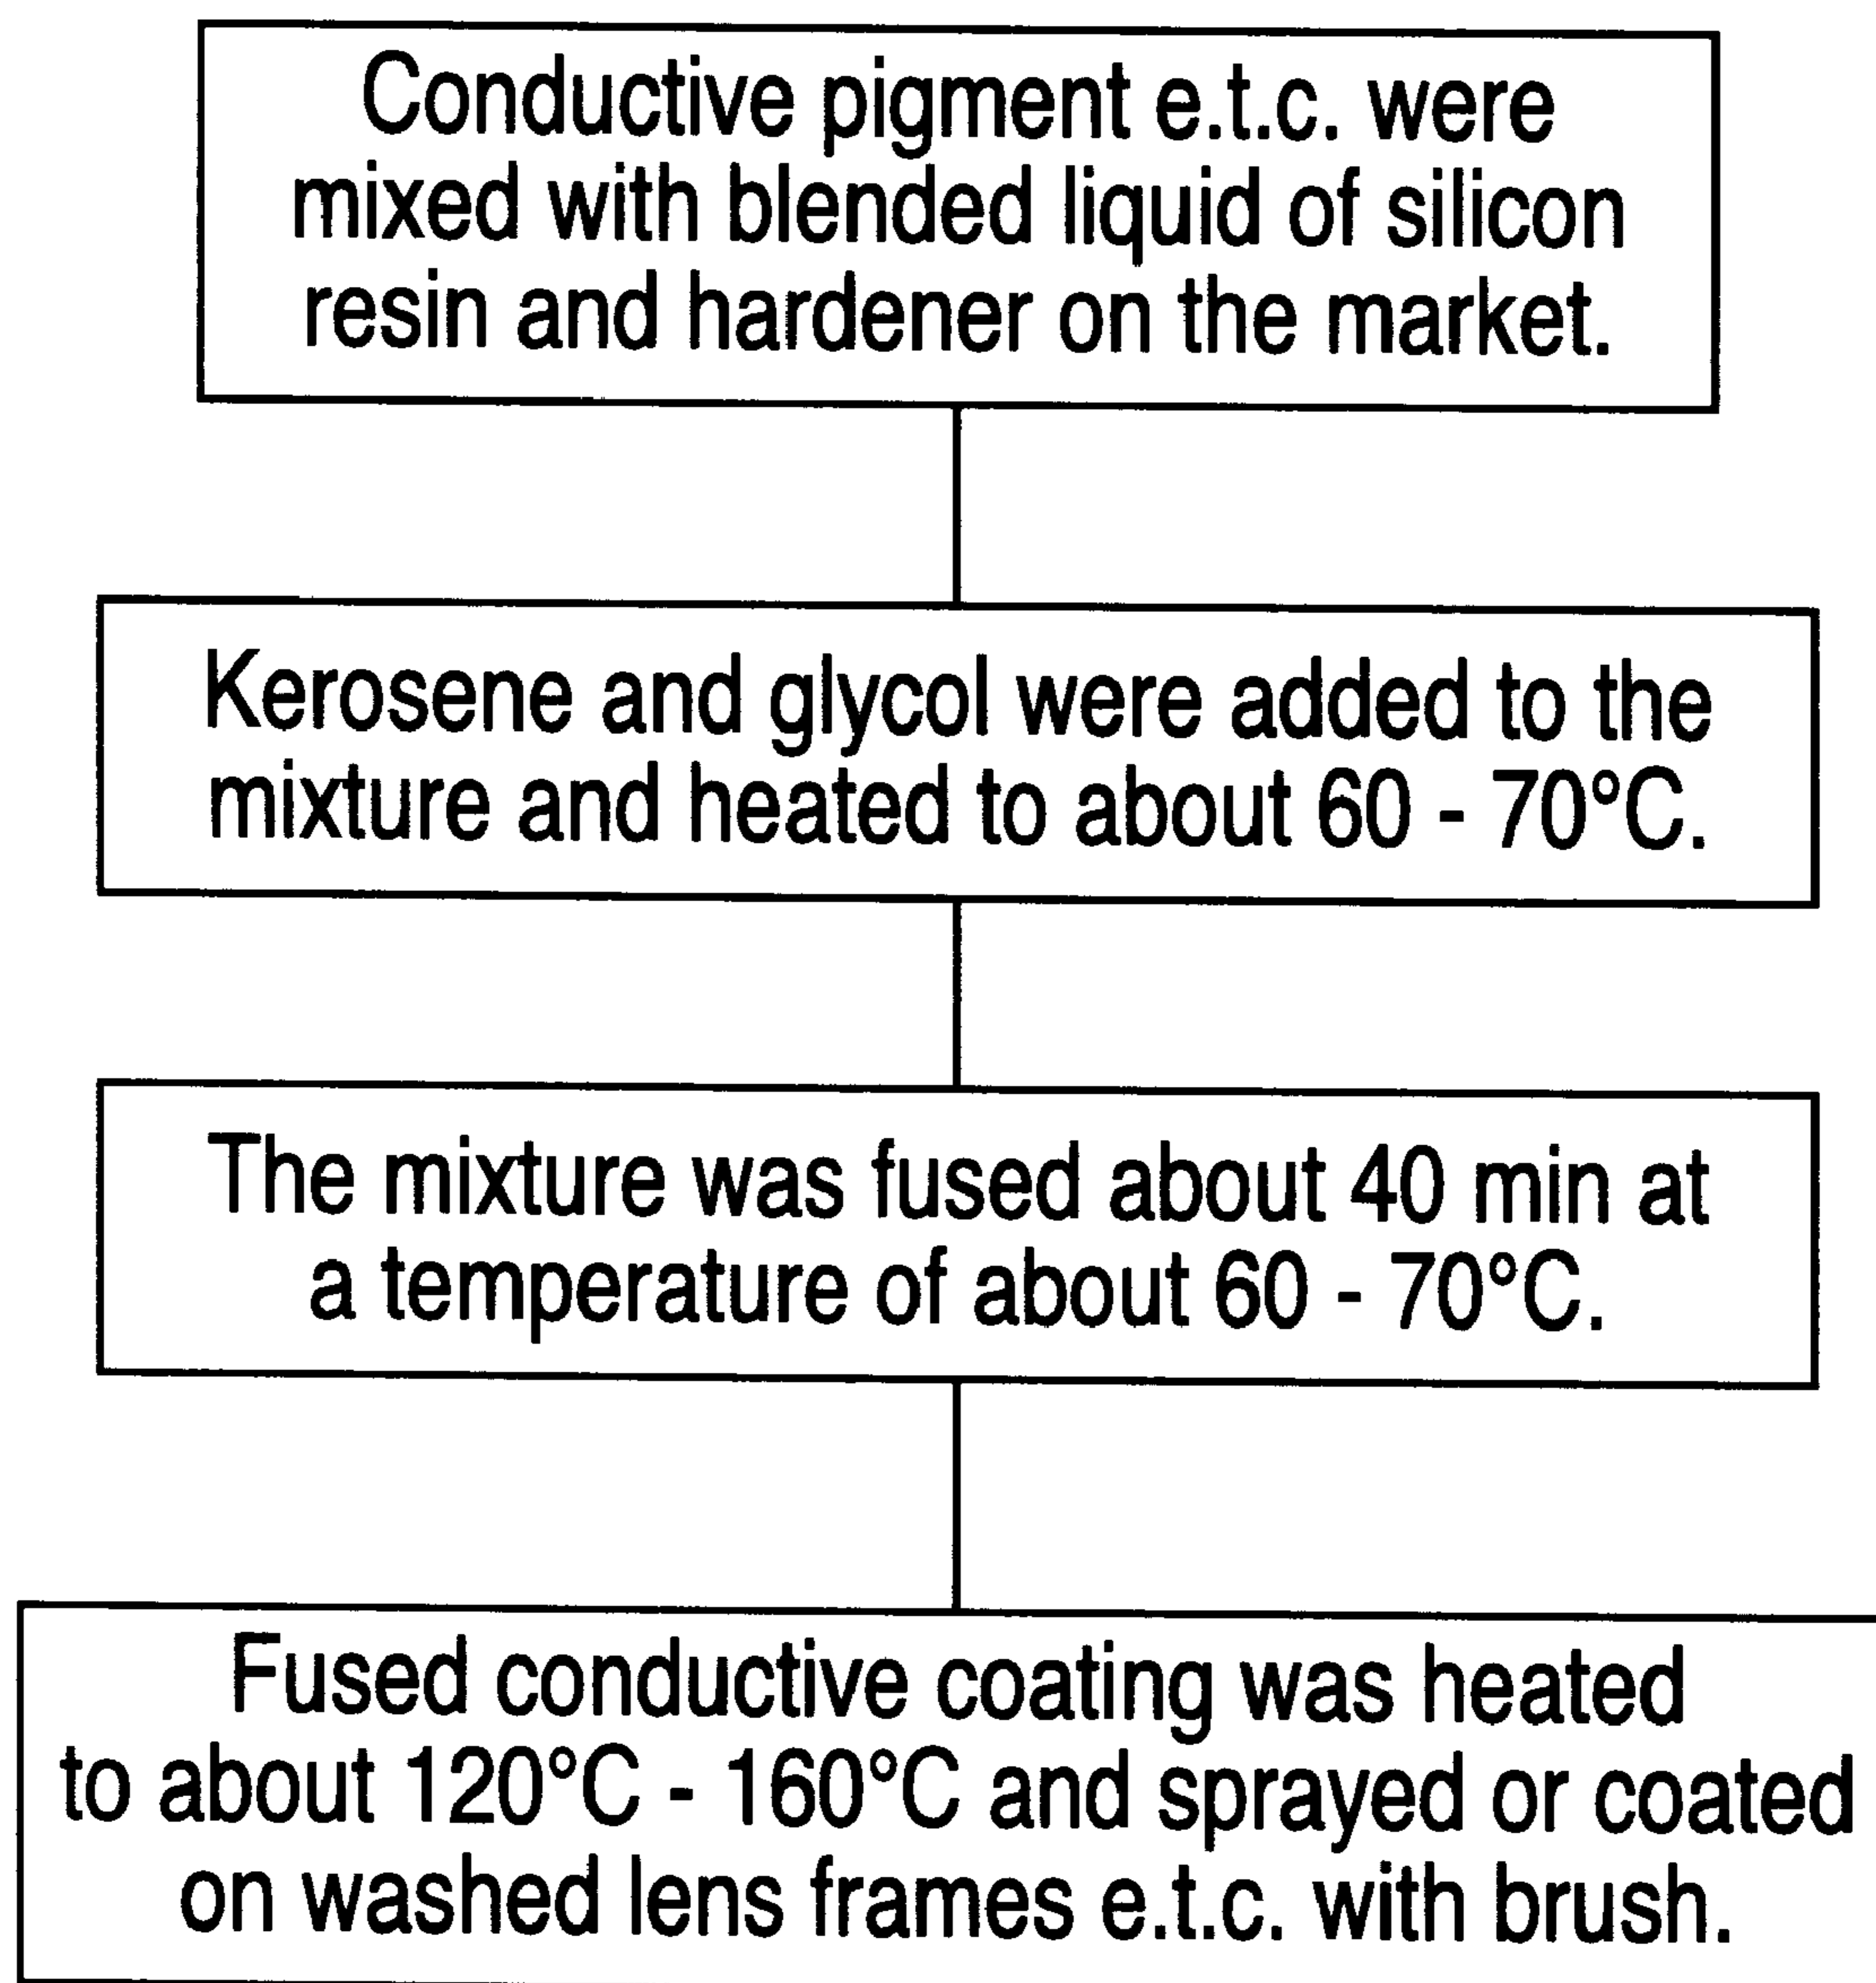 Conductive pigment e.t.c. were
mixed with blended liquid of silicon
resin and hardener on the market.
Kerosene and glycol were added to the
mixture and heated to about 60 - 70°C.
The mixture was fused about 40 min at
a temperature of about 60 - 70°C.
Fused conductive coating was heated
to about 120°C - 160°C and sprayed or coated
on washed lens frames e.t.c. with brush.